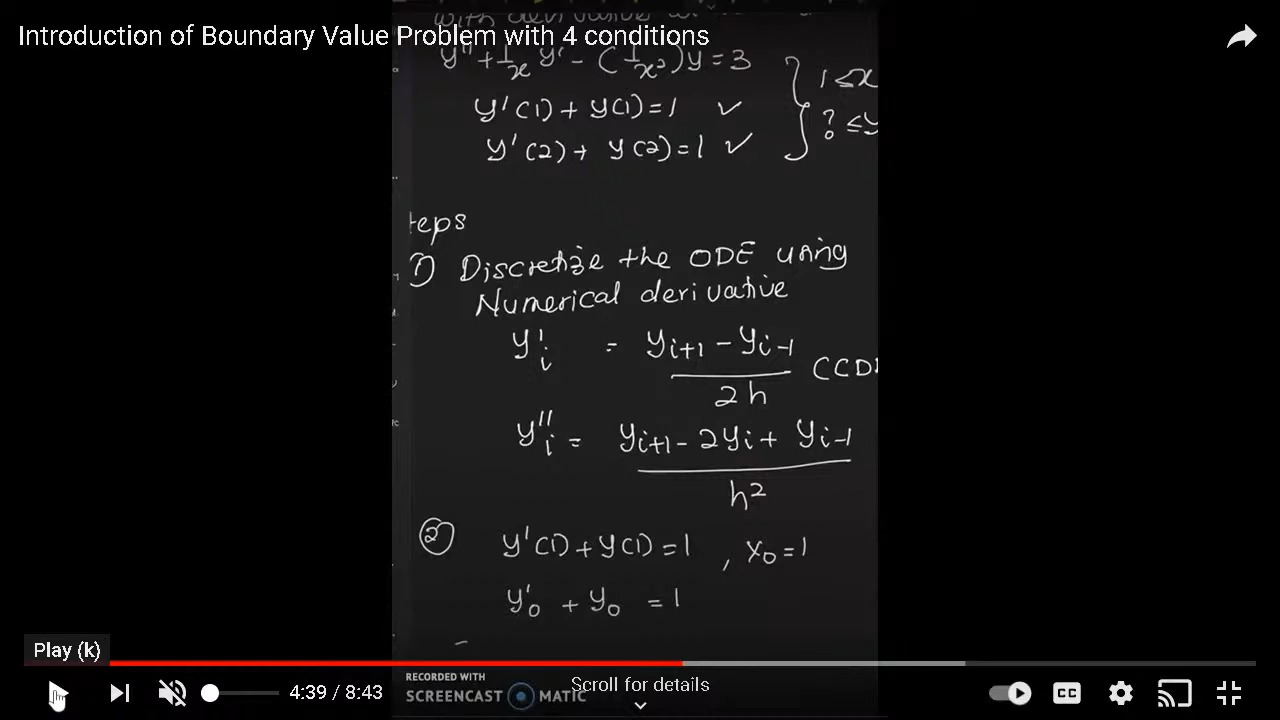 Introduction of Boundary Value Problem with 4 conditions
with derivative
y'' + 1/x y' - (1/x²) y = 3
1 ≤ x
y'(1) + y(1) = 1 ✓
? ≤ y
y'(2) + y(2) = 1 ✓
teps
1) Discretize the ODE using
Numerical derivative
y'i = (yi+1 - yi-1) / 2h
y''i = (yi+1 - 2yi + yi-1) / h²
② y'(1) + y(1) = 1 , x0 = 1
y'0 + y0 = 1
Play (k)
4:39 / 8:43
RECORDED WITH
SCREENCAST MATIC
Scroll for details
CC